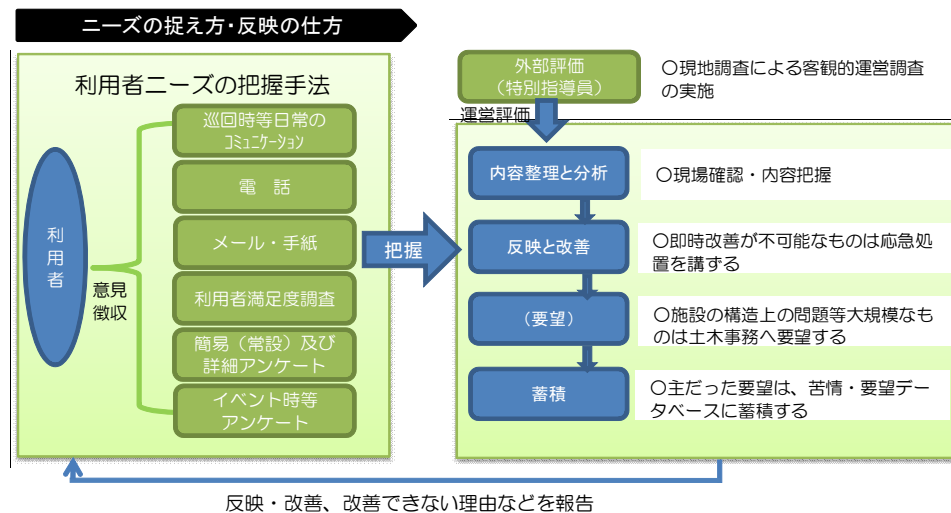 ニーズの捉え方・反映の仕方
利用者ニーズの把握手法
利用者
意見
徴収
巡回時等日常の
ｺﾐｭﾆｹｰｼｮﾝ
電　話
メール・手紙
利用者満足度調査
簡易（常設）及び
詳細アンケート
イベント時等
アンケート
把握
外部評価
（特別指導員）
〇現地調査による客観的運営調査
の実施
運営評価
内容整理と分析
〇現場確認・内容把握
反映と改善
〇即時改善が不可能なものは応急処
置を講ずる
（要望）
〇施設の構造上の問題等大規模なも
のは土木事務へ要望する
蓄積
〇主だった要望は、苦情・要望デー
タベースに蓄積する
反映・改善、改善できない理由などを報告